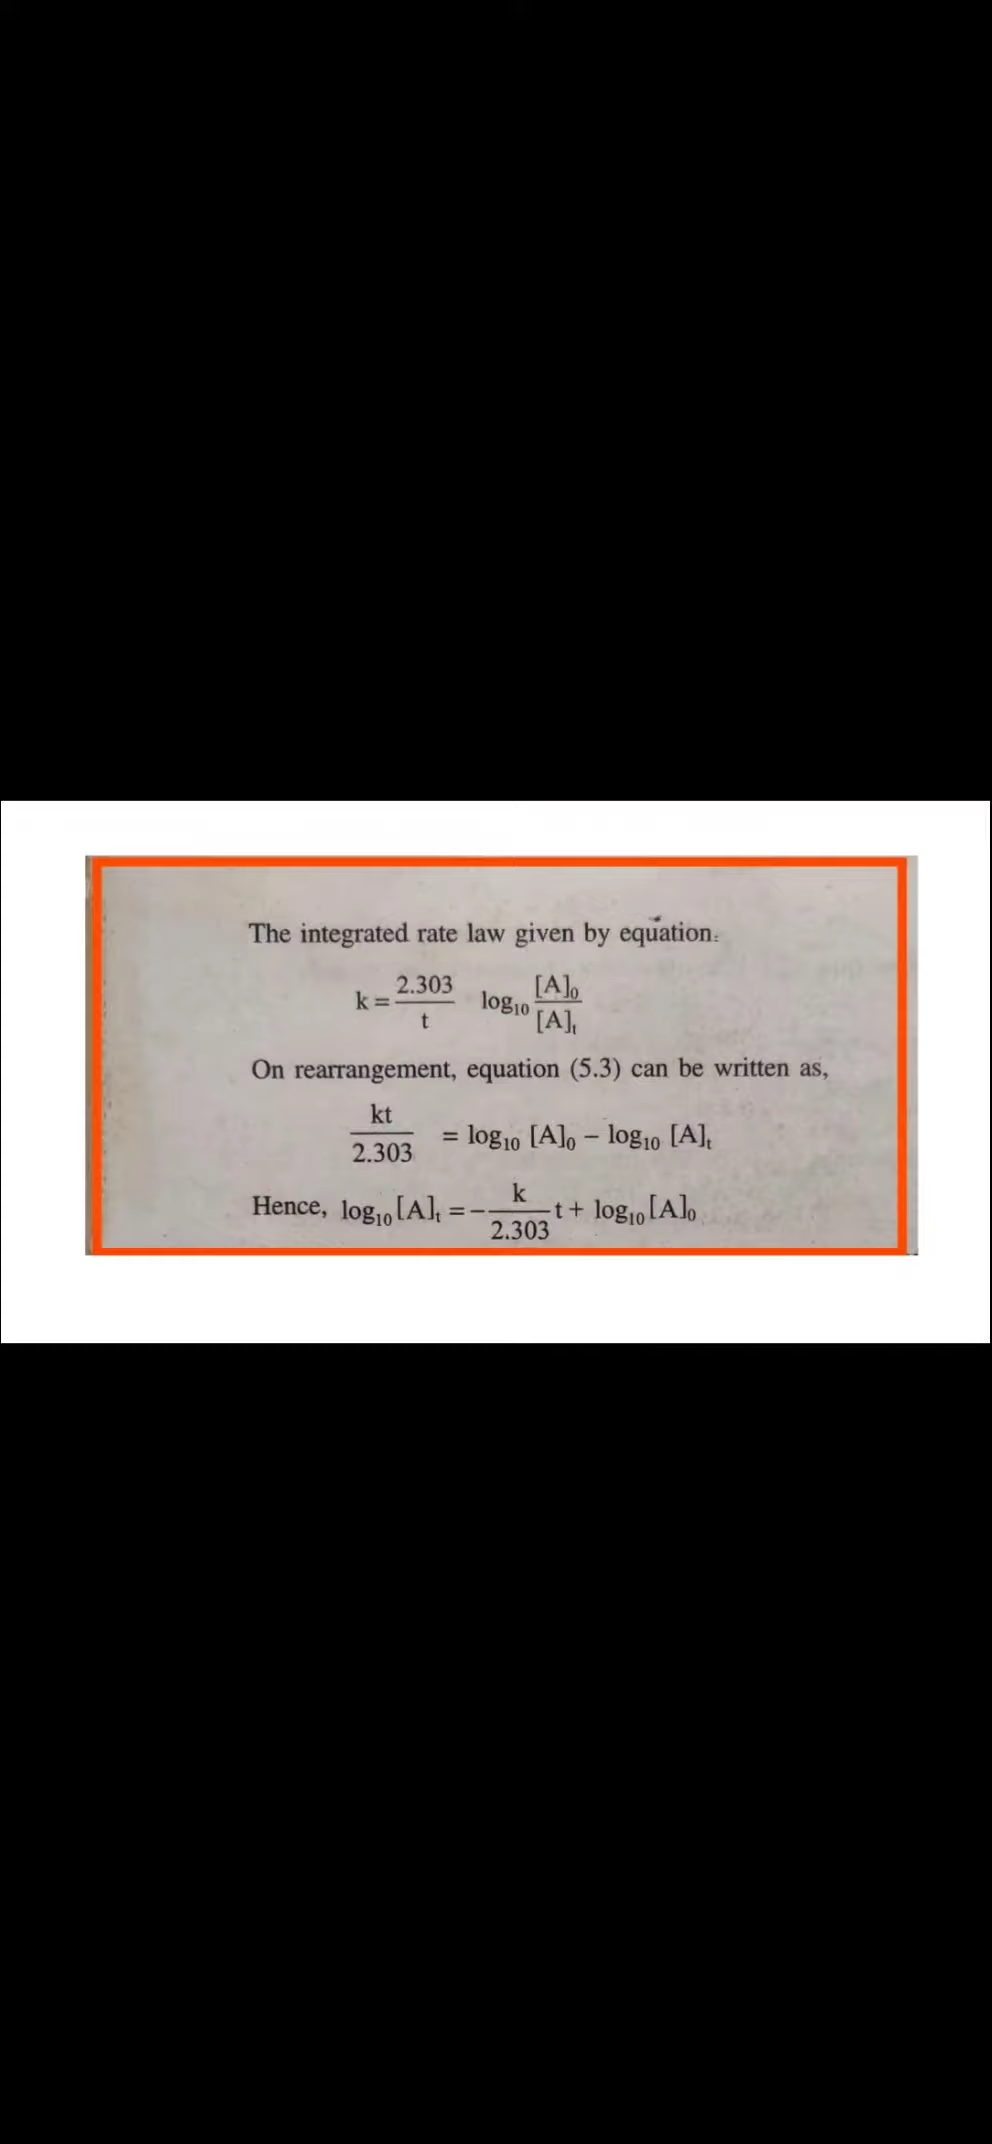 The integrated rate law given by equation:
k = 2.303/t log₁₀ [A]₀/[A]ₜ
On rearrangement, equation (5.3) can be written as,
kt/2.303 = log₁₀ [A]₀ – log₁₀ [A]ₜ
Hence, log₁₀ [A]ₜ = – k/2.303 t + log₁₀ [A]₀